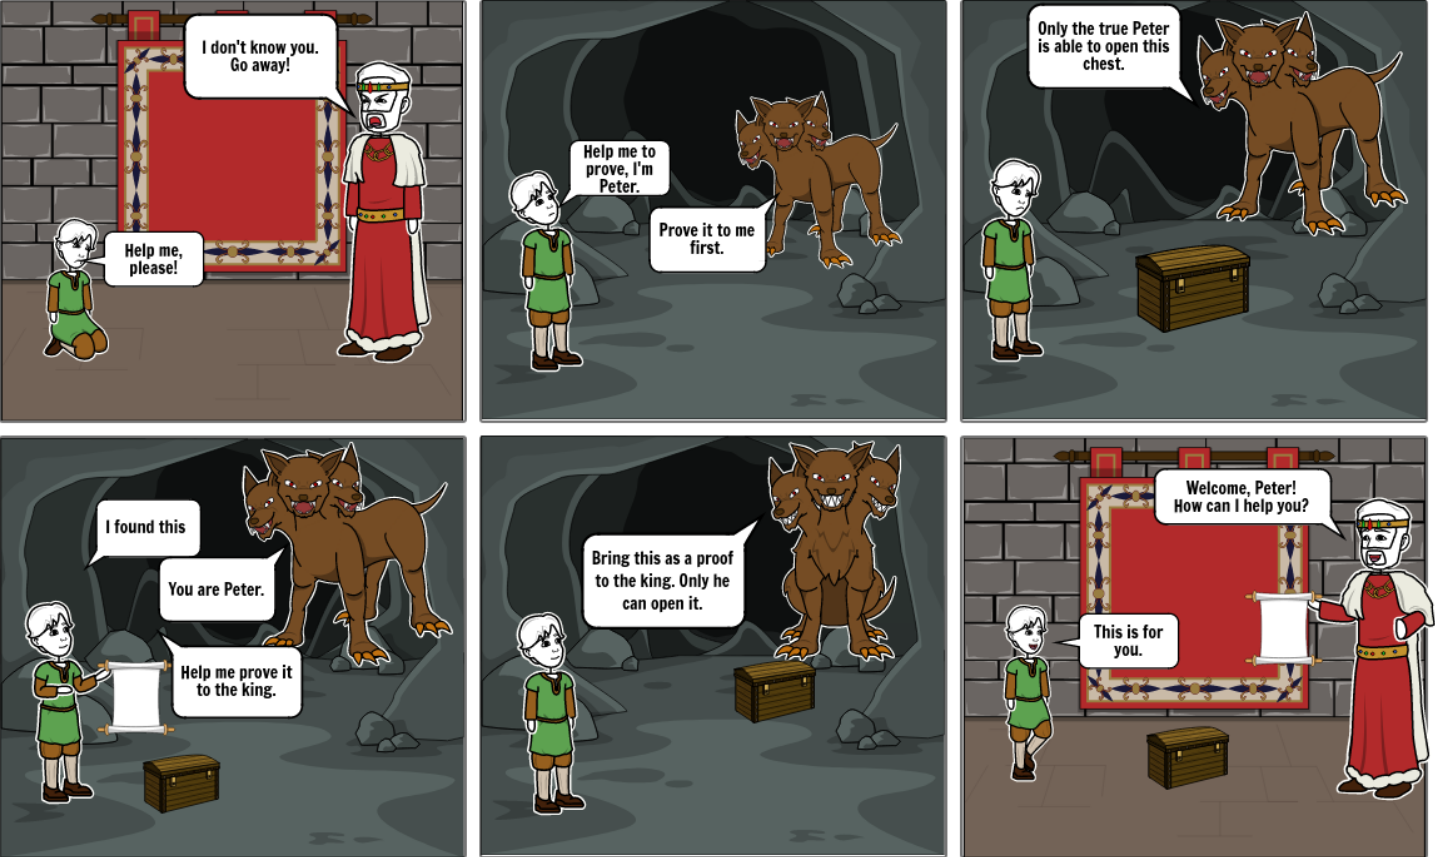 I don't know you.
Go away!
Help me,
please!
Help me to
prove, I'm
Peter.
Prove it to me
first.
Only the true Peter
is able to open this
chest.
I found this
You are Peter.
Help me prove it
to the king.
Bring this as a proof
to the king. Only he
can open it.
Welcome, Peter!
How can I help you?
This is for
you.